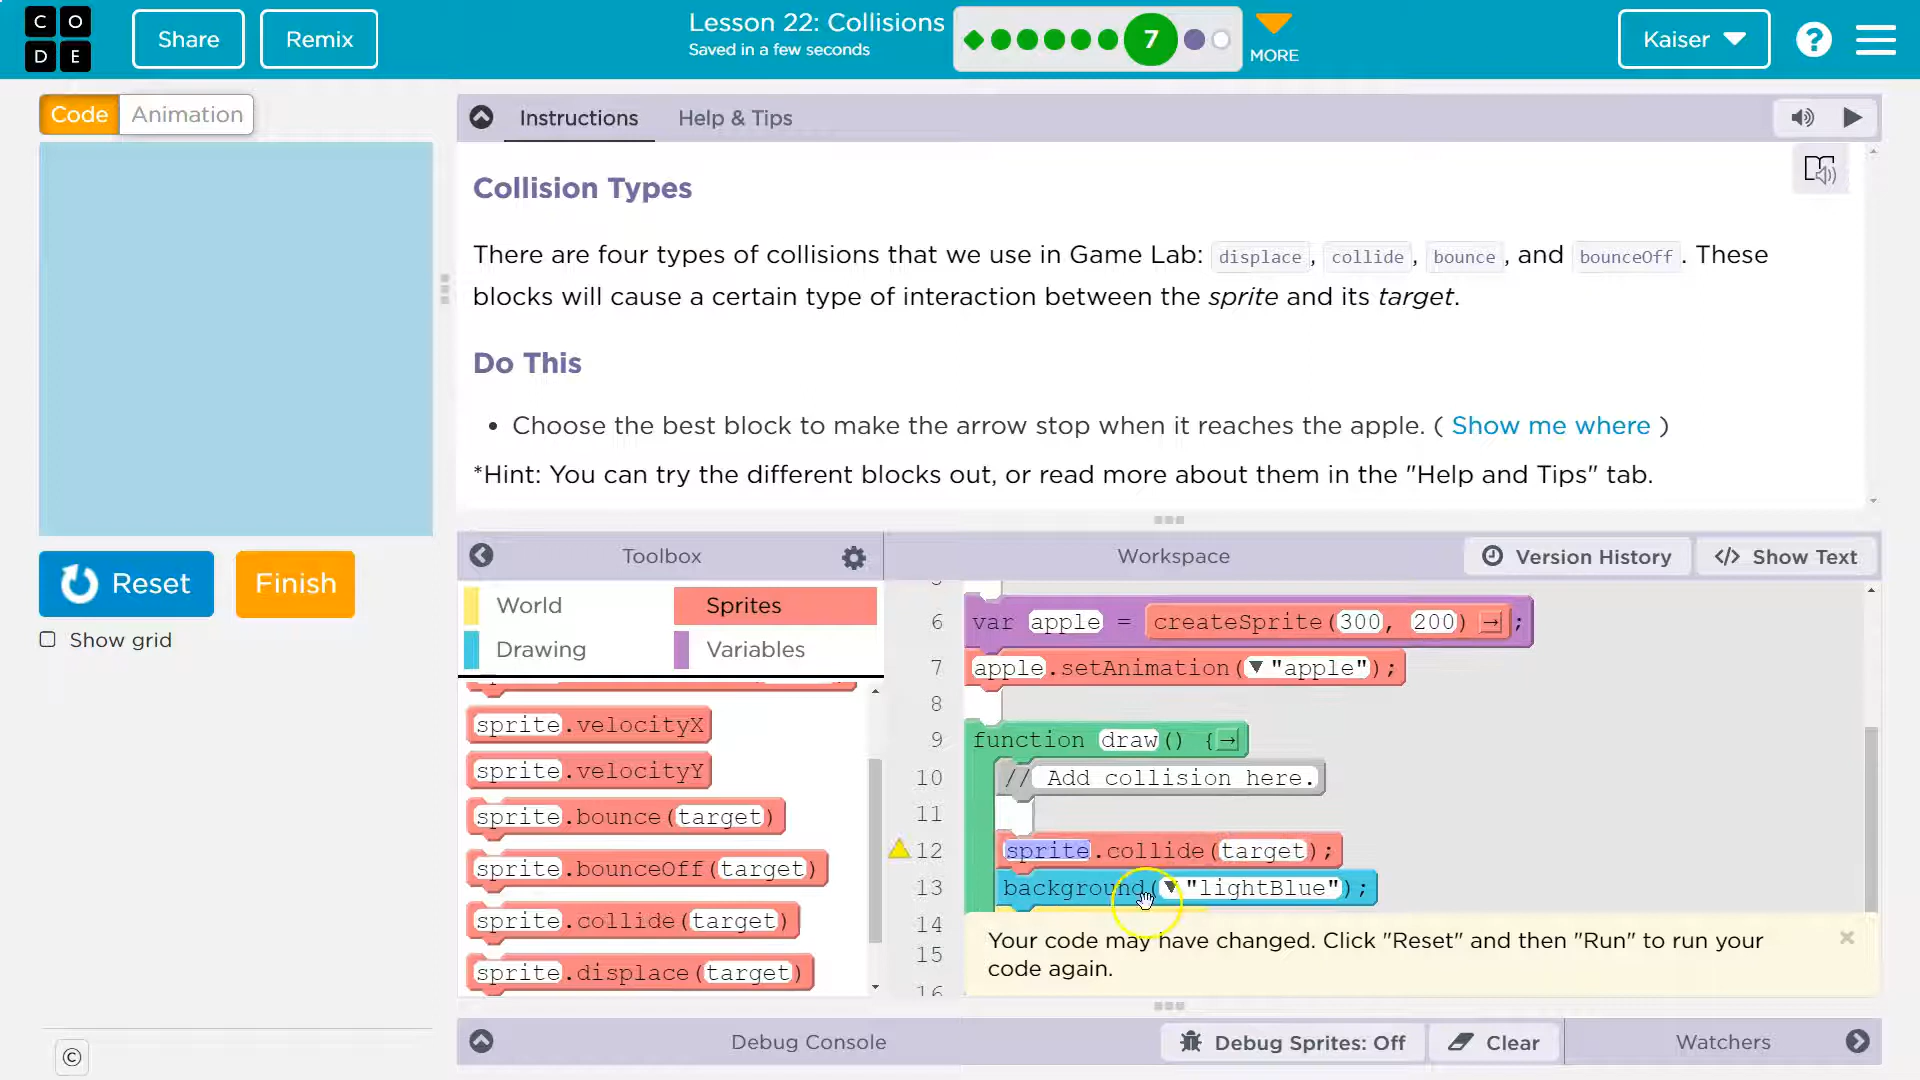 CO
DE
Share
Remix
Lesson 22: Collisions
Saved in a few seconds
7
MORE
Kaiser
?
Code
Animation
Instructions
Help & Tips
Collision Types
There are four types of collisions that we use in Game Lab: displace, collide, bounce, and bounceOff. These
blocks will cause a certain type of interaction between the sprite and its target.
Do This
• Choose the best block to make the arrow stop when it reaches the apple. ( Show me where )
*Hint: You can try the different blocks out, or read more about them in the "Help and Tips" tab.
Reset
Finish
Show grid
©
Toolbox
World
Sprites
Drawing
Variables
sprite.velocityX
sprite.velocityY
sprite.bounce(target)
sprite.bounceOff(target)
sprite.collide(target)
sprite.displace(target)
Workspace
Version History
</> Show Text
6 var apple = createSprite(300, 200) → ;
7 apple.setAnimation(▼"apple");
8
9 function draw() {→
10 // Add collision here.
11
12 sprite.collide(target);
13 background(▼"lightBlue");
14
15
16
Your code may have changed. Click "Reset" and then "Run" to run your
code again.
×
Debug Console
Debug Sprites: Off
Clear
Watchers